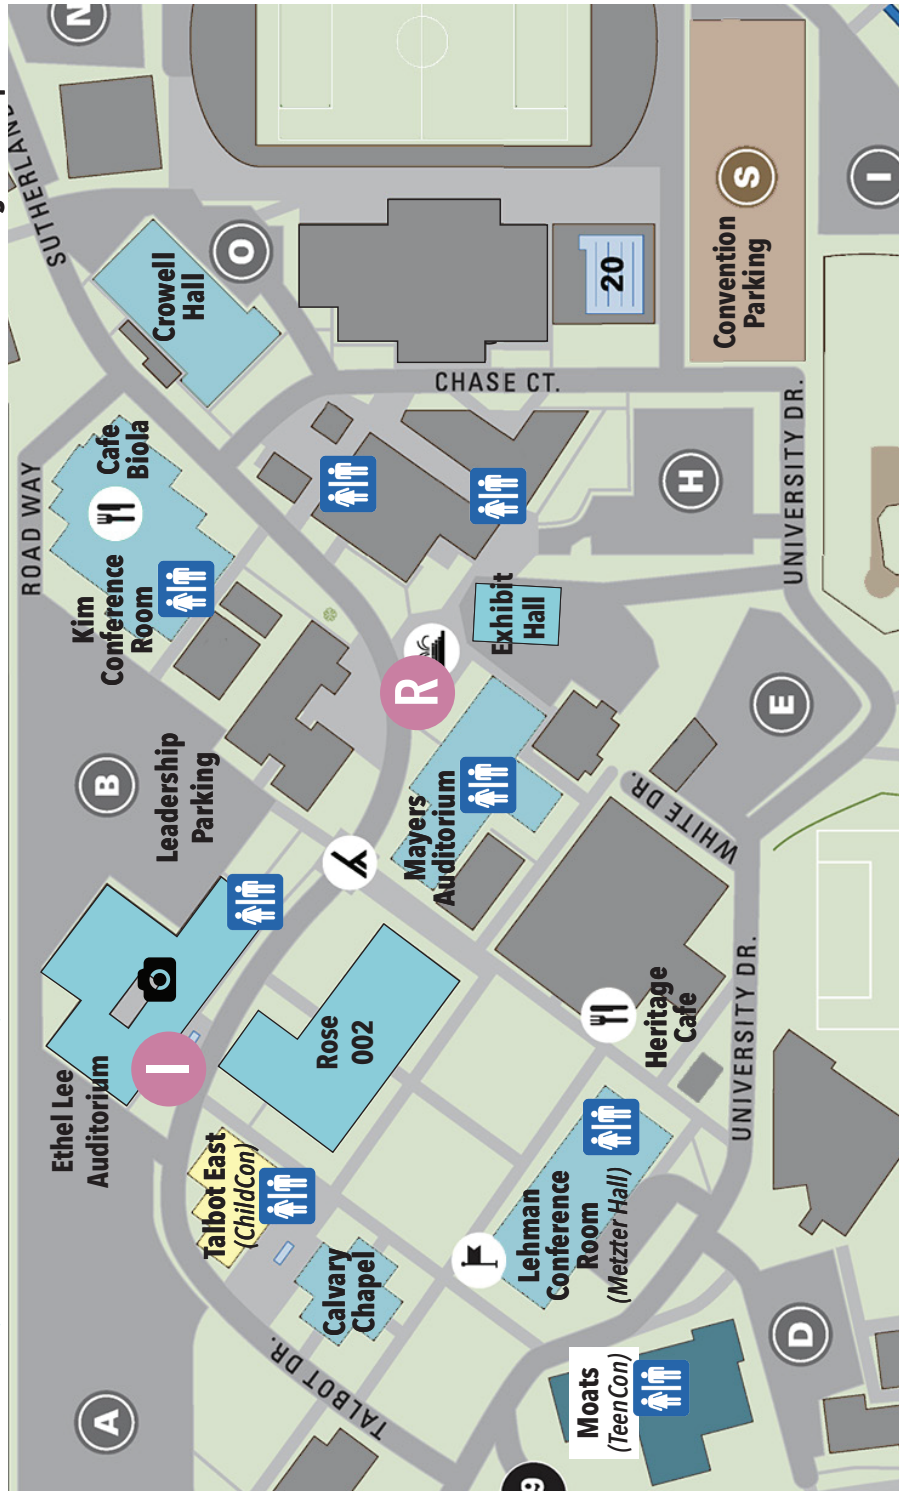 N
SUTHERLAND
O
Crowell
Hall
20
S
Convention
Parking
I
CHASE CT.
ROAD WAY
Cafe
Biola
Kim
Conference
Room
H
UNIVERSITY DR.
Exhibit
Hall
R
E
B
Leadership
Parking
Mayers
Auditorium
WHITE DR.
Ethel Lee
Auditorium
I
Rose
002
Heritage
Cafe
UNIVERSITY DR.
Talbot East
(ChildCon)
Calvary
Chapel
Lehman
Conference
Room
(Metzter Hall)
TALBOT DR.
A
Moats
(TeenCon)
D
9